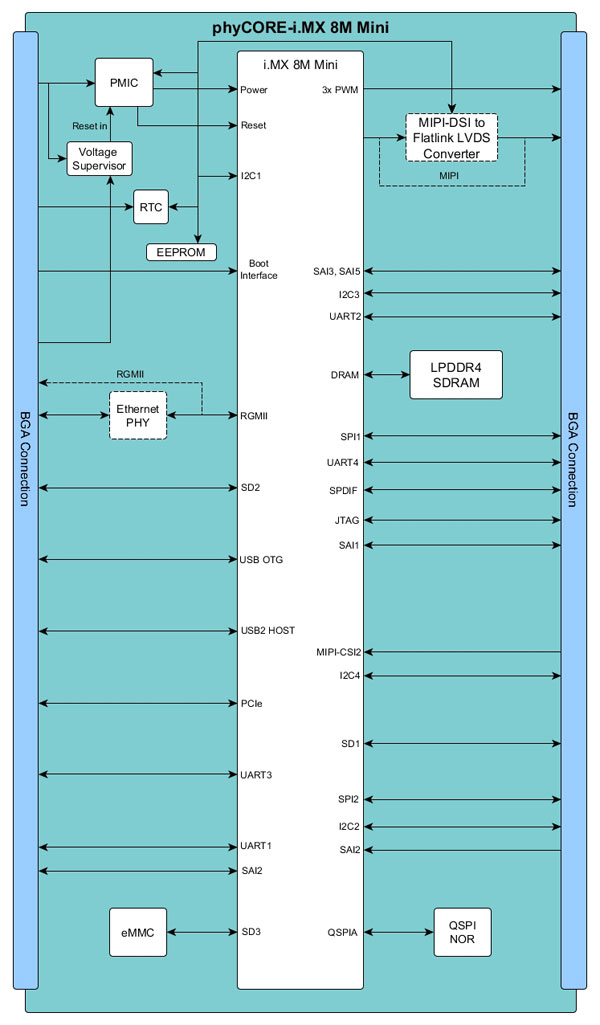 phyCORE-i.MX 8M Mini
i.MX 8M Mini
PMIC
Power
3x PWM
Reset in
Reset
MIPI-DSI to
Flatlink LVDS
Converter
Voltage
Supervisor
I2C1
MIPI
RTC
EEPROM
Boot
Interface
SAI3, SAI5
I2C3
UART2
RGMII
DRAM
LPDDR4
SDRAM
Ethernet
PHY
RGMII
BGA Connection
BGA Connection
SPI1
UART4
SD2
SPDIF
JTAG
SAI1
USB OTG
USB2 HOST
MIPI-CSI2
I2C4
PCIe
SD1
UART3
SPI2
I2C2
UART1
SAI2
SAI2
eMMC
SD3
QSPIA
QSPI
NOR